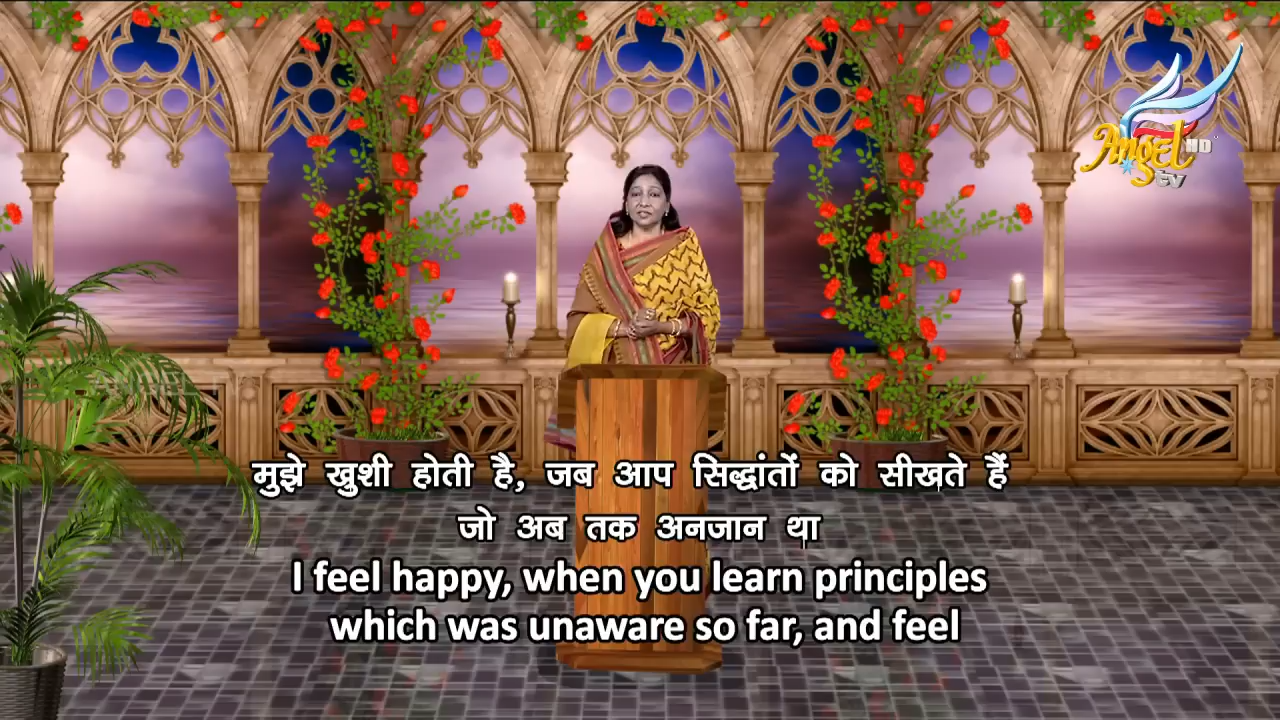 Angel HD
tv
मुझे खुशी होती है, जब आप सिद्धांतों को सीखते हैं
जो अब तक अनजान था
I feel happy, when you learn principles
which was unaware so far, and feel